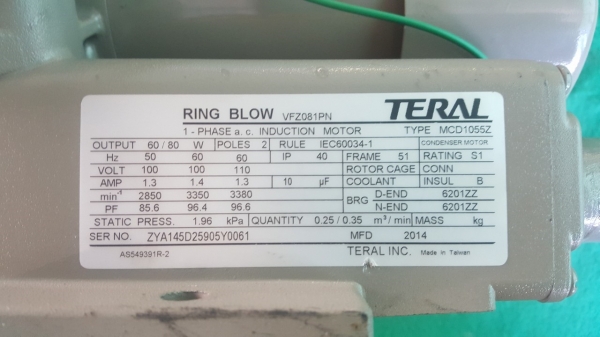 RING BLOW VFZ081PN TERAL
1 - PHASE a. c. INDUCTION MOTOR TYPE MCD1055Z
OUTPUT 60 / 80 W POLES 2 RULE IEC60034-1 CONDENSER MOTOR
Hz 50 60 60 IP 40 FRAME 51 RATING S1
VOLT 100 100 110 ROTOR CAGE CONN
AMP 1.3 1.4 1.3 10 μF COOLANT INSUL B
min⁻¹ 2850 3350 3380 BRG D-END 6201ZZ
PF 85.6 96.4 96.6 N-END 6201ZZ
STATIC PRESS. 1.96 kPa QUANTITY 0.25 / 0.35 m³/ min MASS kg
SER NO. ZYA145D25905Y0061 MFD 2014
AS549391R-2 TERAL INC. Made in Taiwan